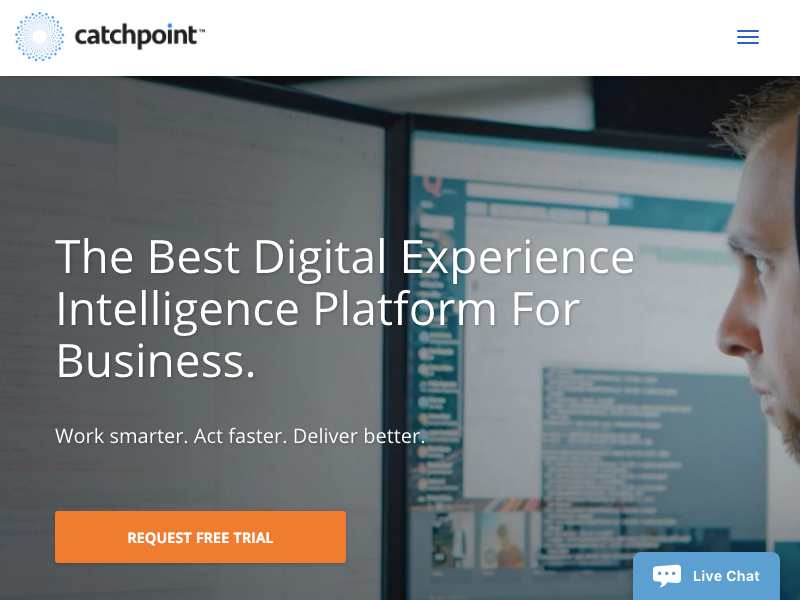 catchpoint™
The Best Digital Experience
Intelligence Platform For
Business.
Work smarter. Act faster. Deliver better.
REQUEST FREE TRIAL
Live Chat